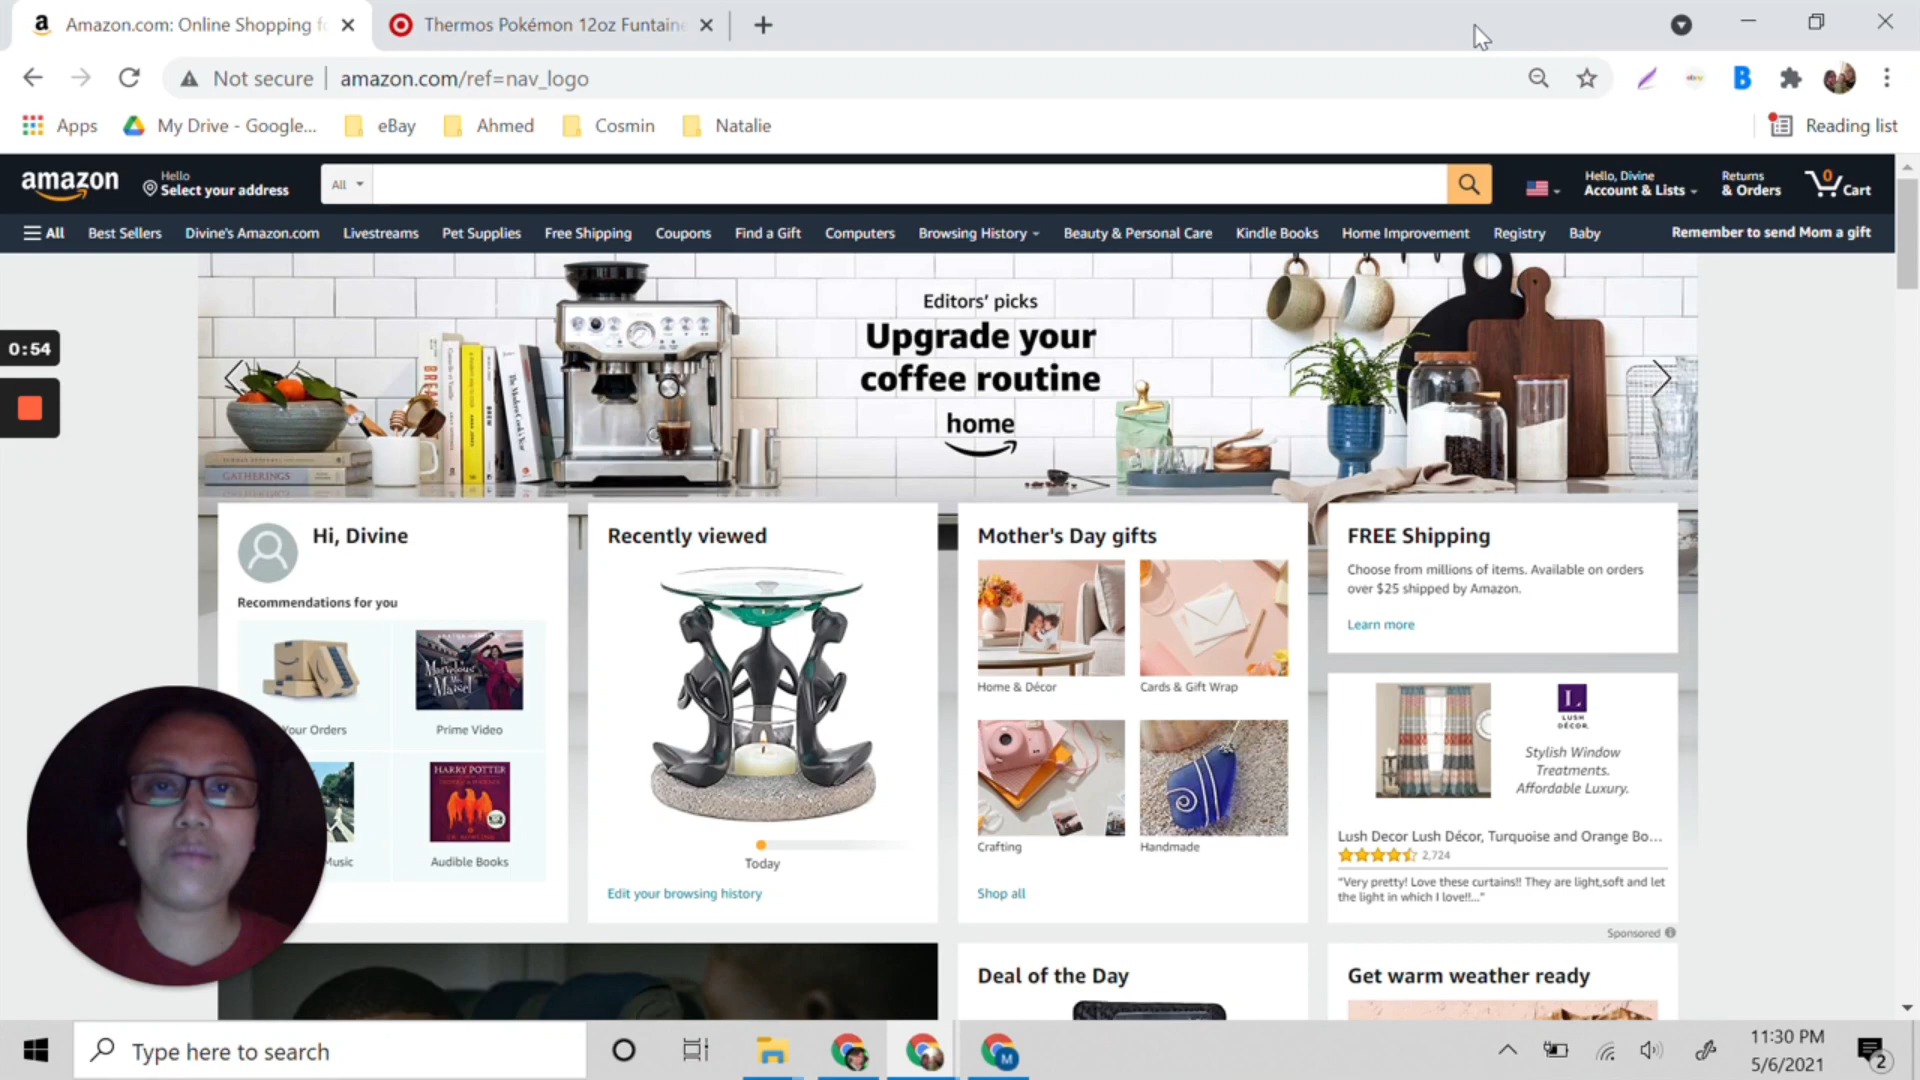 Amazon.com: Online Shopping fo
Thermos Pokémon 12oz Funtaine
Not secure
amazon.com/ref=nav_logo
Apps
My Drive - Google...
eBay
Ahmed
Cosmin
Natalie
Reading list
amazon
Hello
Select your address
All
Hello, Divine
Account & Lists
Returns
& Orders
0
Cart
All
Best Sellers
Divine's Amazon.com
Livestreams
Pet Supplies
Free Shipping
Coupons
Find a Gift
Computers
Browsing History
Beauty & Personal Care
Kindle Books
Home Improvement
Registry
Baby
Remember to send Mom a gift
Editors' picks
Upgrade your
coffee routine
home
GATHERINGS
0:54
Hi, Divine
Recommendations for you
Your Orders
Prime Video
Music
HARRY POTTER
Audible Books
Recently viewed
Today
Edit your browsing history
Mother's Day gifts
Home & Décor
Cards & Gift Wrap
Crafting
Handmade
Shop all
FREE Shipping
Choose from millions of items. Available on orders
over $25 shipped by Amazon.
Learn more
L
LUSH
DÉCOR.
Stylish Window
Treatments.
Affordable Luxury.
Lush Decor Lush Décor, Turquoise and Orange Bo...
2,724
"Very pretty! Love these curtains!! They are light,soft and let
the light in which I love!!..."
Sponsored
Deal of the Day
Get warm weather ready
Type here to search
M
11:30 PM
5/6/2021
2